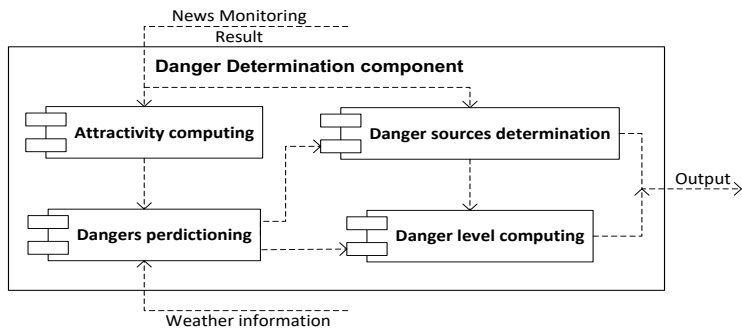 News Monitoring
Result
Danger Determination component
Attractivity computing
Danger sources determination
Output
Dangers perdictioning
Danger level computing
Weather information